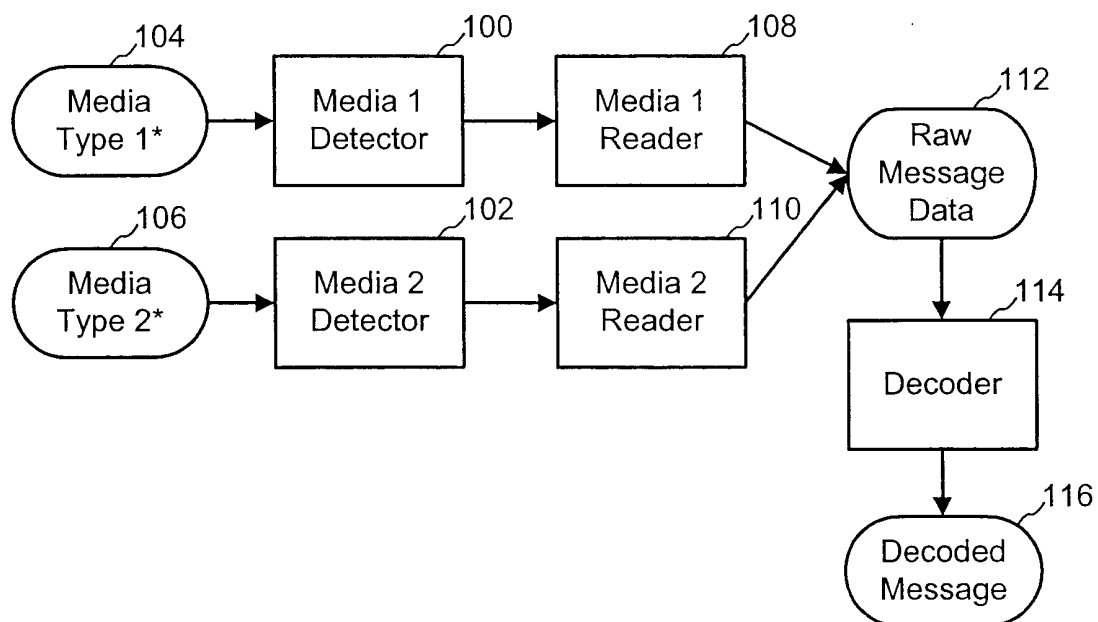 104
Media
Type 1*
100
Media 1
Detector
108
Media 1
Reader
112
Raw
Message
Data
106
Media
Type 2*
102
Media 2
Detector
110
Media 2
Reader
114
Decoder
116
Decoded
Message